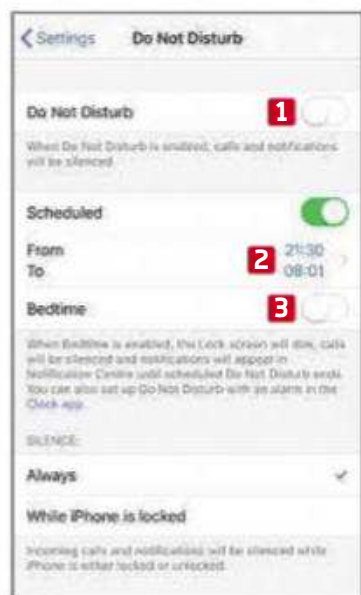 Settings Do Not Disturb
Do Not Disturb 1
When Do Not Disturb is enabled, calls and notifications
will be silenced
Scheduled
From 2 21:30
To 08:01
Bedtime 3
When Bedtime is enabled, the Lock screen will dim, calls
will be silenced and notifications will appear in
Notification Centre until scheduled Do Not Disturb ends.
You can also set up Do Not Disturb with an alarm in the
Clock app.
SILENCE:
Always
While iPhone is locked
Incoming calls and notifications will be silenced while
iPhone is either locked or unlocked.